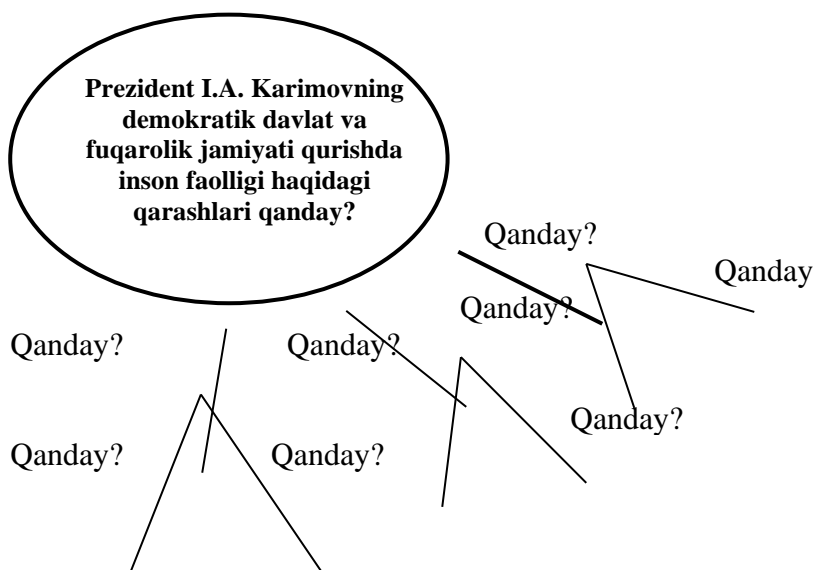 Prezident I.A. Karimovning
demokratik davlat va
fuqarolik jamiyati qurishda
inson faolligi haqidagi
qarashlari qanday?
Qanday?
Qanday
Qanday?
Qanday?
Qanday?
Qanday?
Qanday?
Qanday?